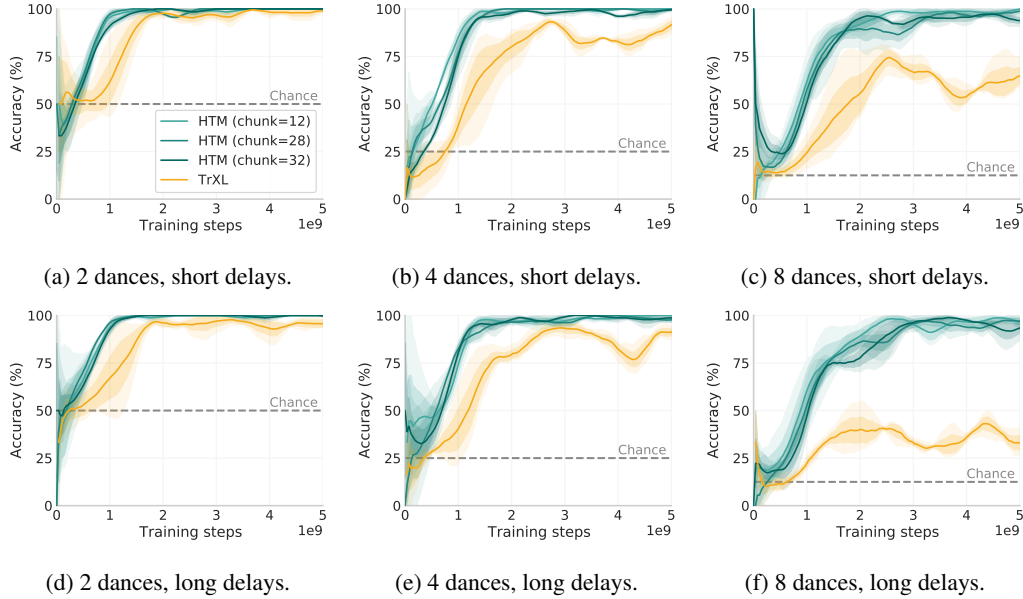 100
75
50
25
0
Accuracy (%)
Chance
HTM (chunk=12)
HTM (chunk=28)
HTM (chunk=32)
TrXL
0 1 2 3 4 5
Training steps
1e9
(a) 2 dances, short delays.
100
75
50
25
0
Accuracy (%)
Chance
0 1 2 3 4 5
Training steps
1e9
(b) 4 dances, short delays.
100
75
50
25
0
Accuracy (%)
Chance
0 1 2 3 4 5
Training steps
1e9
(c) 8 dances, short delays.
100
75
50
25
0
Accuracy (%)
Chance
0 1 2 3 4 5
Training steps
1e9
(d) 2 dances, long delays.
100
75
50
25
0
Accuracy (%)
Chance
0 1 2 3 4 5
Training steps
1e9
(e) 4 dances, long delays.
100
75
50
25
0
Accuracy (%)
Chance
0 1 2 3 4 5
Training steps
1e9
(f) 8 dances, long delays.